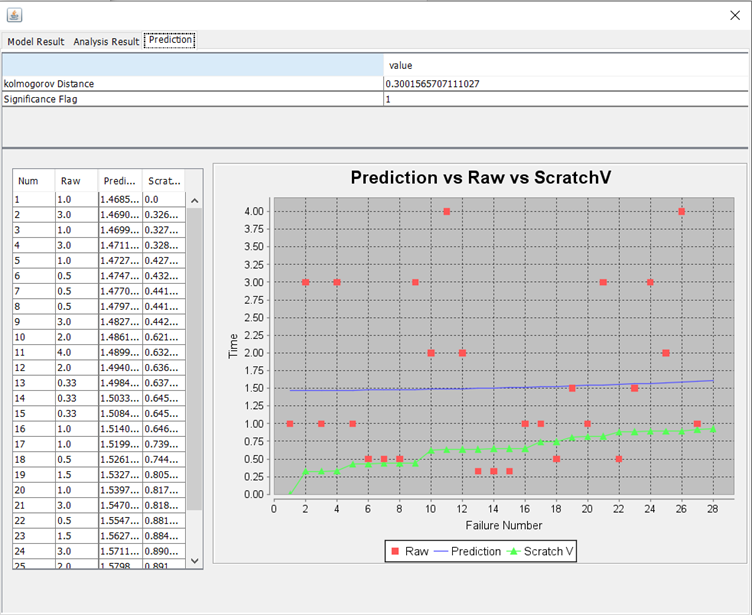 Model Result Analysis Result Prediction
value
kolmogorov Distance 0.3001565707111027
Significance Flag 1
Num Raw Predi... Scrat...
1 1.0 1.4685... 0.0
2 3.0 1.4690... 0.326...
3 1.0 1.4699... 0.327...
4 3.0 1.4711... 0.328...
5 1.0 1.4727... 0.427...
6 0.5 1.4747... 0.432...
7 0.5 1.4770... 0.441...
8 0.5 1.4797... 0.441...
9 3.0 1.4827... 0.442...
10 2.0 1.4861... 0.621...
11 4.0 1.4899... 0.632...
12 2.0 1.4940... 0.636...
13 0.33 1.4984... 0.637...
14 0.33 1.5033... 0.645...
15 0.33 1.5084... 0.645...
16 1.0 1.5140... 0.646...
17 1.0 1.5199... 0.739...
18 0.5 1.5261... 0.744...
19 1.5 1.5327... 0.805...
20 1.0 1.5397... 0.817...
21 3.0 1.5470... 0.818...
22 0.5 1.5547... 0.881...
23 1.5 1.5627... 0.884...
24 3.0 1.5711... 0.890...
25 2.0 1.5798... 0.891...
Prediction vs Raw vs ScratchV
Time
4.00
3.75
3.50
3.25
3.00
2.75
2.50
2.25
2.00
1.75
1.50
1.25
1.00
0.75
0.50
0.25
0.00
0 2 4 6 8 10 12 14 16 18 20 22 24 26 28
Failure Number
Raw Prediction Scratch V